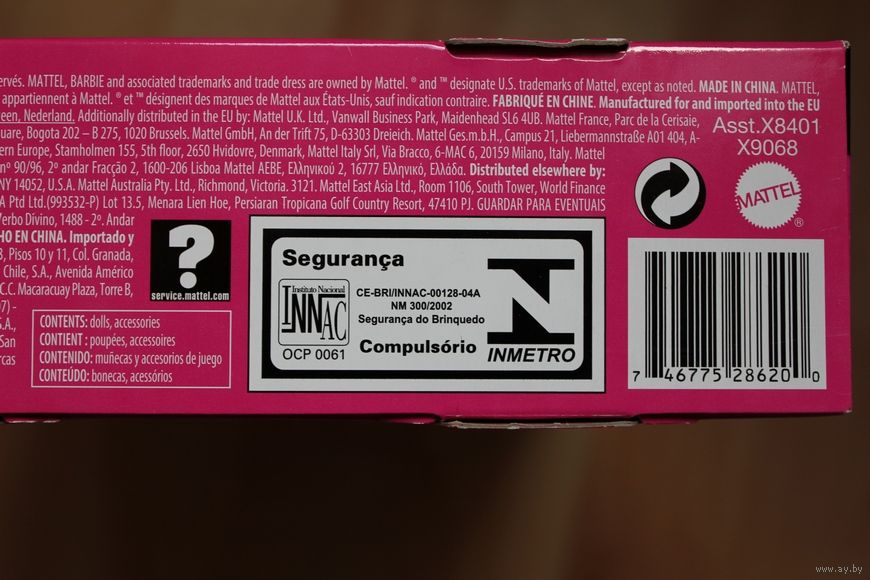 ervés. MATTEL, BARBIE and associated trademarks and trade dress are owned by Mattel. ® and ™ designate U.S. trademarks of Mattel, except as noted. MADE IN CHINA. MATTEL,
appartiennent à Mattel. ® et ™ désignent des marques de Mattel aux États-Unis, sauf indication contraire. FABRIQUÉ EN CHINE. Manufactured for and imported into the EU
een, Nederland. Additionally distributed in the EU by: Mattel U.K. Ltd., Vanwall Business Park, Maidenhead SL6 4UB. Mattel France, Parc de la Cerisaie,
uare, Bogota 202 – B 275, 1020 Brussels. Mattel GmbH, An der Trift 75, D-63303 Dreieich. Mattel Ges.m.b.H., Campus 21, Liebermannstraße A01 404, A-
ern Europe, Stamholmen 155, 5th floor, 2650 Hvidovre, Denmark, Mattel Italy Srl, Via Bracco, 6-MAC 6, 20159 Milano, Italy. Mattel
nº 90/96, 2º andar Fracção 2, 1600-206 Lisboa Mattel AEBE, Ελληνικού 2, 16777 Ελληνικό, Ελλάδα. Distributed elsewhere by:
NY 14052, U.S.A. Mattel Australia Pty. Ltd., Richmond, Victoria. 3121. Mattel East Asia Ltd., Room 1106, South Tower, World Finance
A Pty Ltd.(993532-P) Lot 13.5, Menara Lien Hoe, Persiaran Tropicana Golf Country Resort, 47410 PJ. GUARDAR PARA EVENTUAIS
Verbo Divino, 1488 - 2º. Andar
HO EN CHINA. Importado y
, Pisos 10 y 11, Col. Granada,
Chile, S.A., Avenida Américo
C.C. Macaracuay Plaza, Torre B,
07) -
S.A.,
San
rcas
Asst.X8401
X9068
MATTEL
®
?
service.mattel.com
CONTENTS: dolls, accessories
CONTIENT : poupées, accessoires
CONTENIDO: muñecas y accesorios de juego
CONTEÚDO: bonecas, acessórios
Segurança
Instituto Nacional
INNAC
OCP 0061
CE-BRI/INNAC-00128-04A
NM 300/2002
Segurança do Brinquedo
Compulsório
INMETRO
7 46775 28620 0
www.ay.by